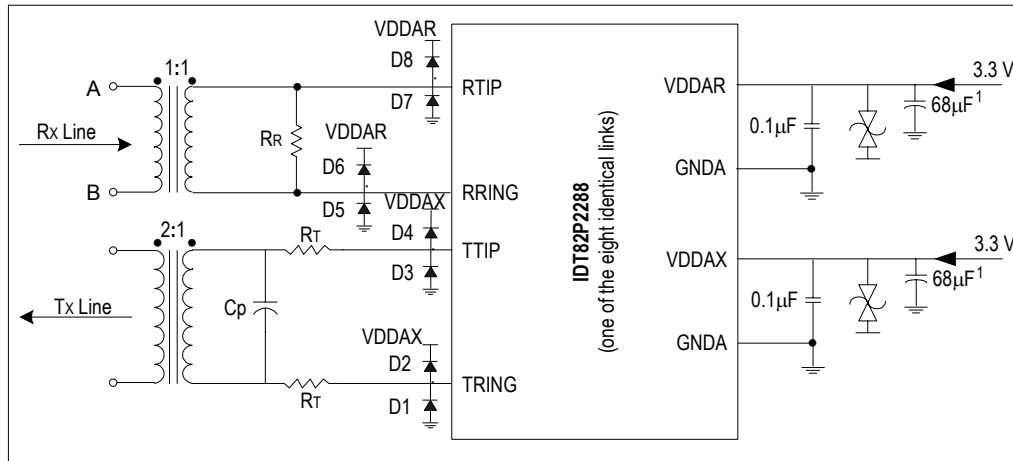 VDDAR
D8
1:1
A
RTIP
D7
Rx Line
RR
VDDAR
D6
B
RRING
D5
VDDAX
2:1
D4
RT
TTIP
D3
Tx Line
Cp
VDDAX
D2
TRING
RT
D1
IDT82P2288
(one of the eight identical links)
VDDAR
3.3 V
0.1μF
68μF1
GNDA
VDDAX
3.3 V
0.1μF
68μF1
GNDA